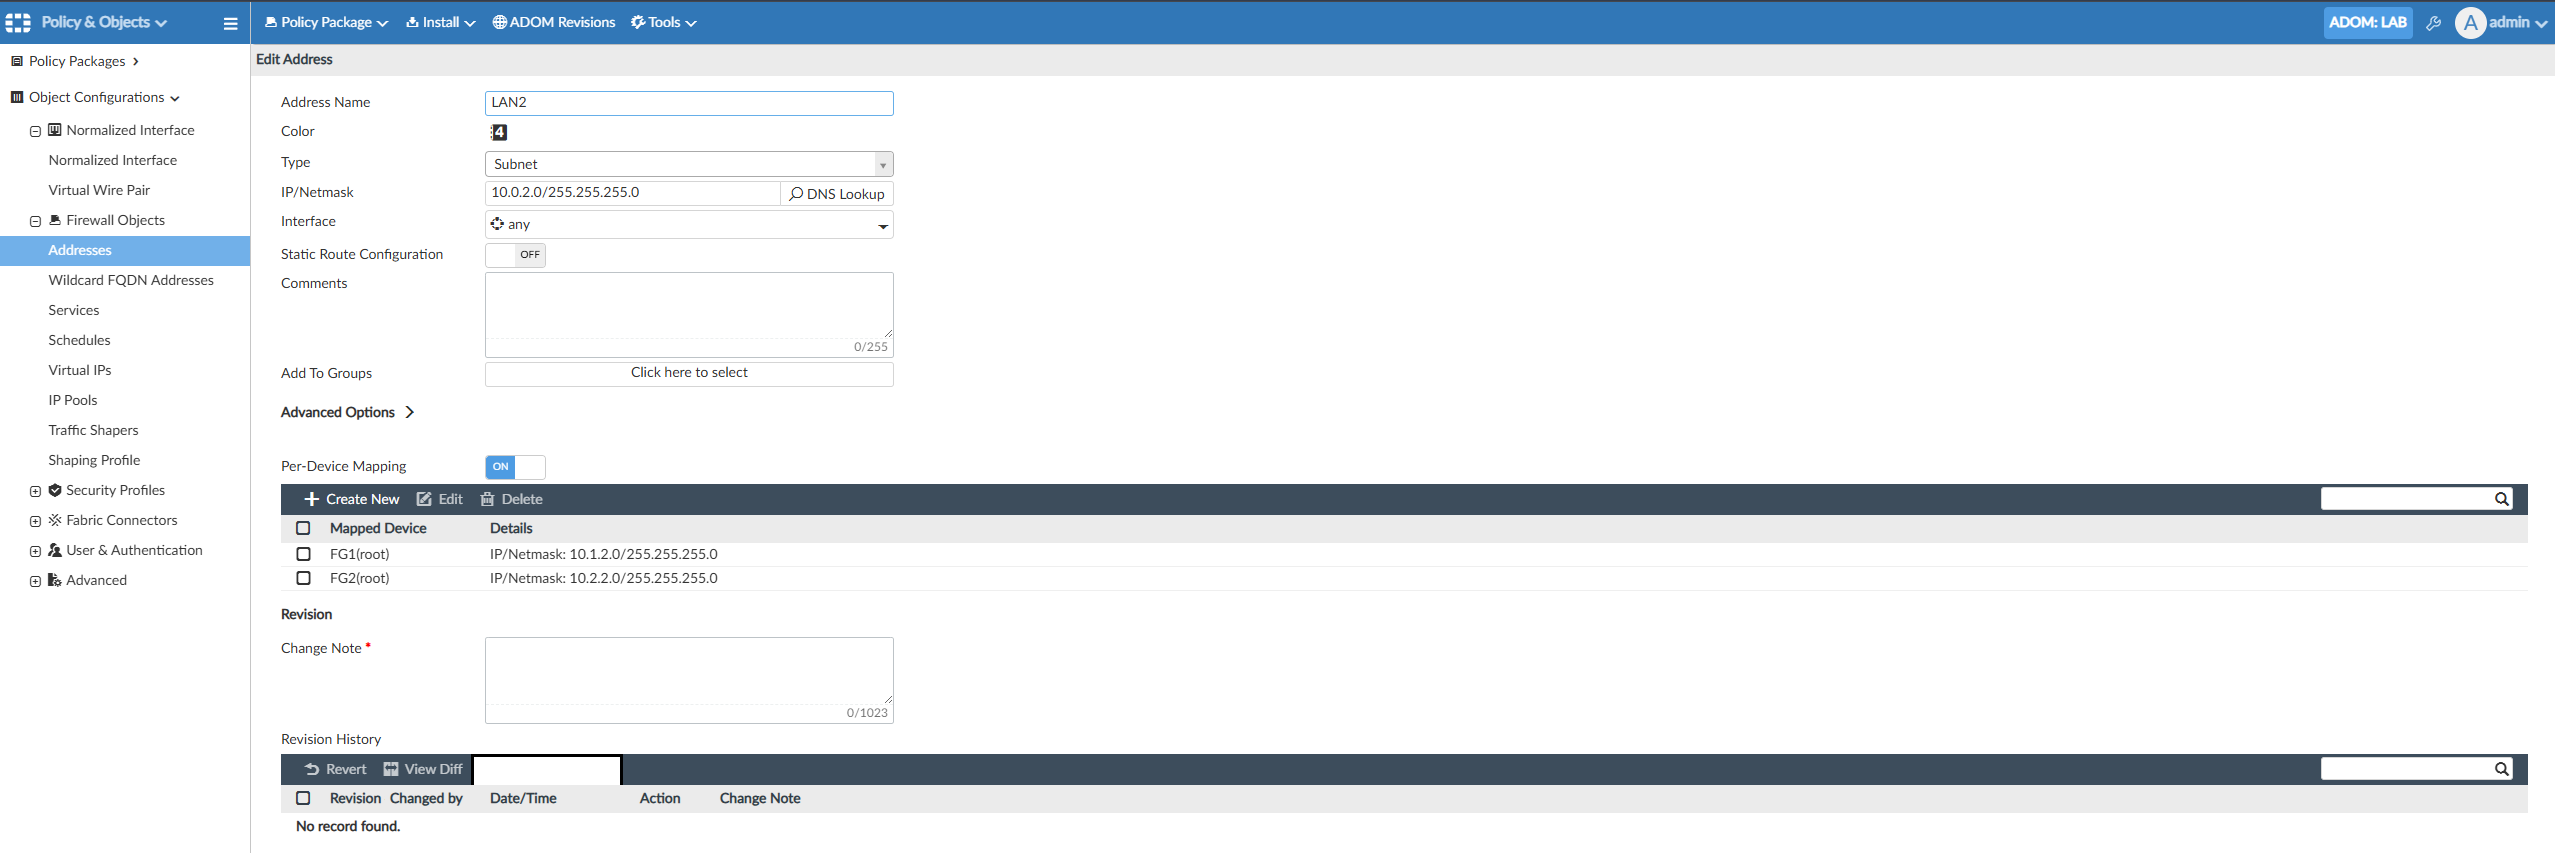 Policy & Objects
Policy Package
Install
ADOM Revisions
Tools
ADOM: LAB
A
admin
Policy Packages
Object Configurations
Normalized Interface
Normalized Interface
Virtual Wire Pair
Firewall Objects
Addresses
Wildcard FQDN Addresses
Services
Schedules
Virtual IPs
IP Pools
Traffic Shapers
Shaping Profile
Security Profiles
Fabric Connectors
User & Authentication
Advanced
Edit Address
Address Name LAN2
Color 4
Type Subnet
IP/Netmask 10.0.2.0/255.255.255.0 DNS Lookup
Interface any
Static Route Configuration OFF
Comments
0/255
Add To Groups Click here to select
Advanced Options
Per-Device Mapping ON
Create New Edit Delete
Mapped Device Details
FG1(root) IP/Netmask: 10.1.2.0/255.255.255.0
FG2(root) IP/Netmask: 10.2.2.0/255.255.255.0
Revision
Change Note *
0/1023
Revision History
Revert View Diff
Revision Changed by Date/Time Action Change Note
No record found.